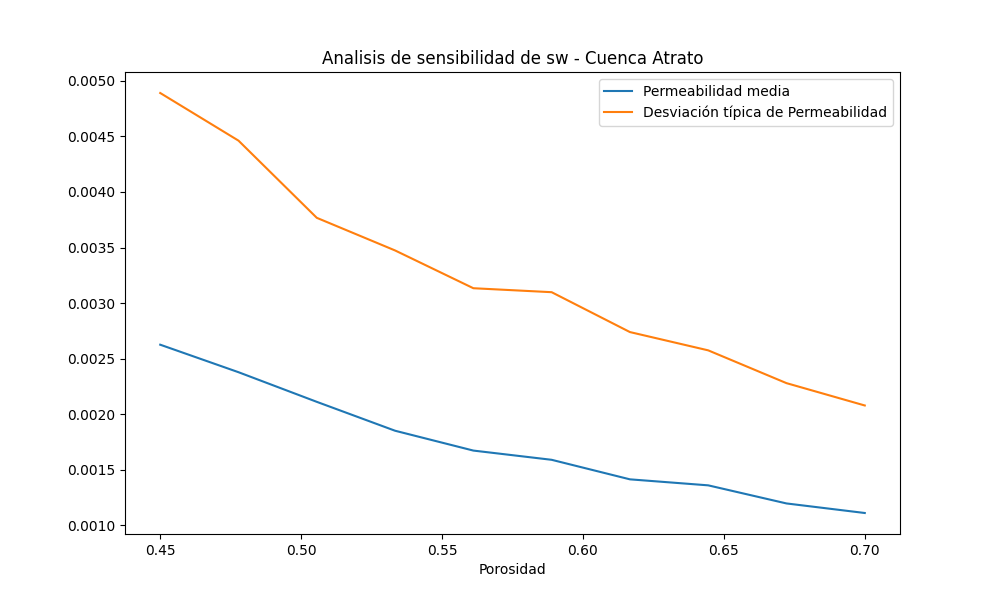 Analisis de sensibilidad de sw - Cuenca Atrato
Permeabilidad media
Desviación típica de Permeabilidad
0.0050
0.0045
0.0040
0.0035
0.0030
0.0025
0.0020
0.0015
0.0010
0.45 0.50 0.55 0.60 0.65 0.70
Porosidad